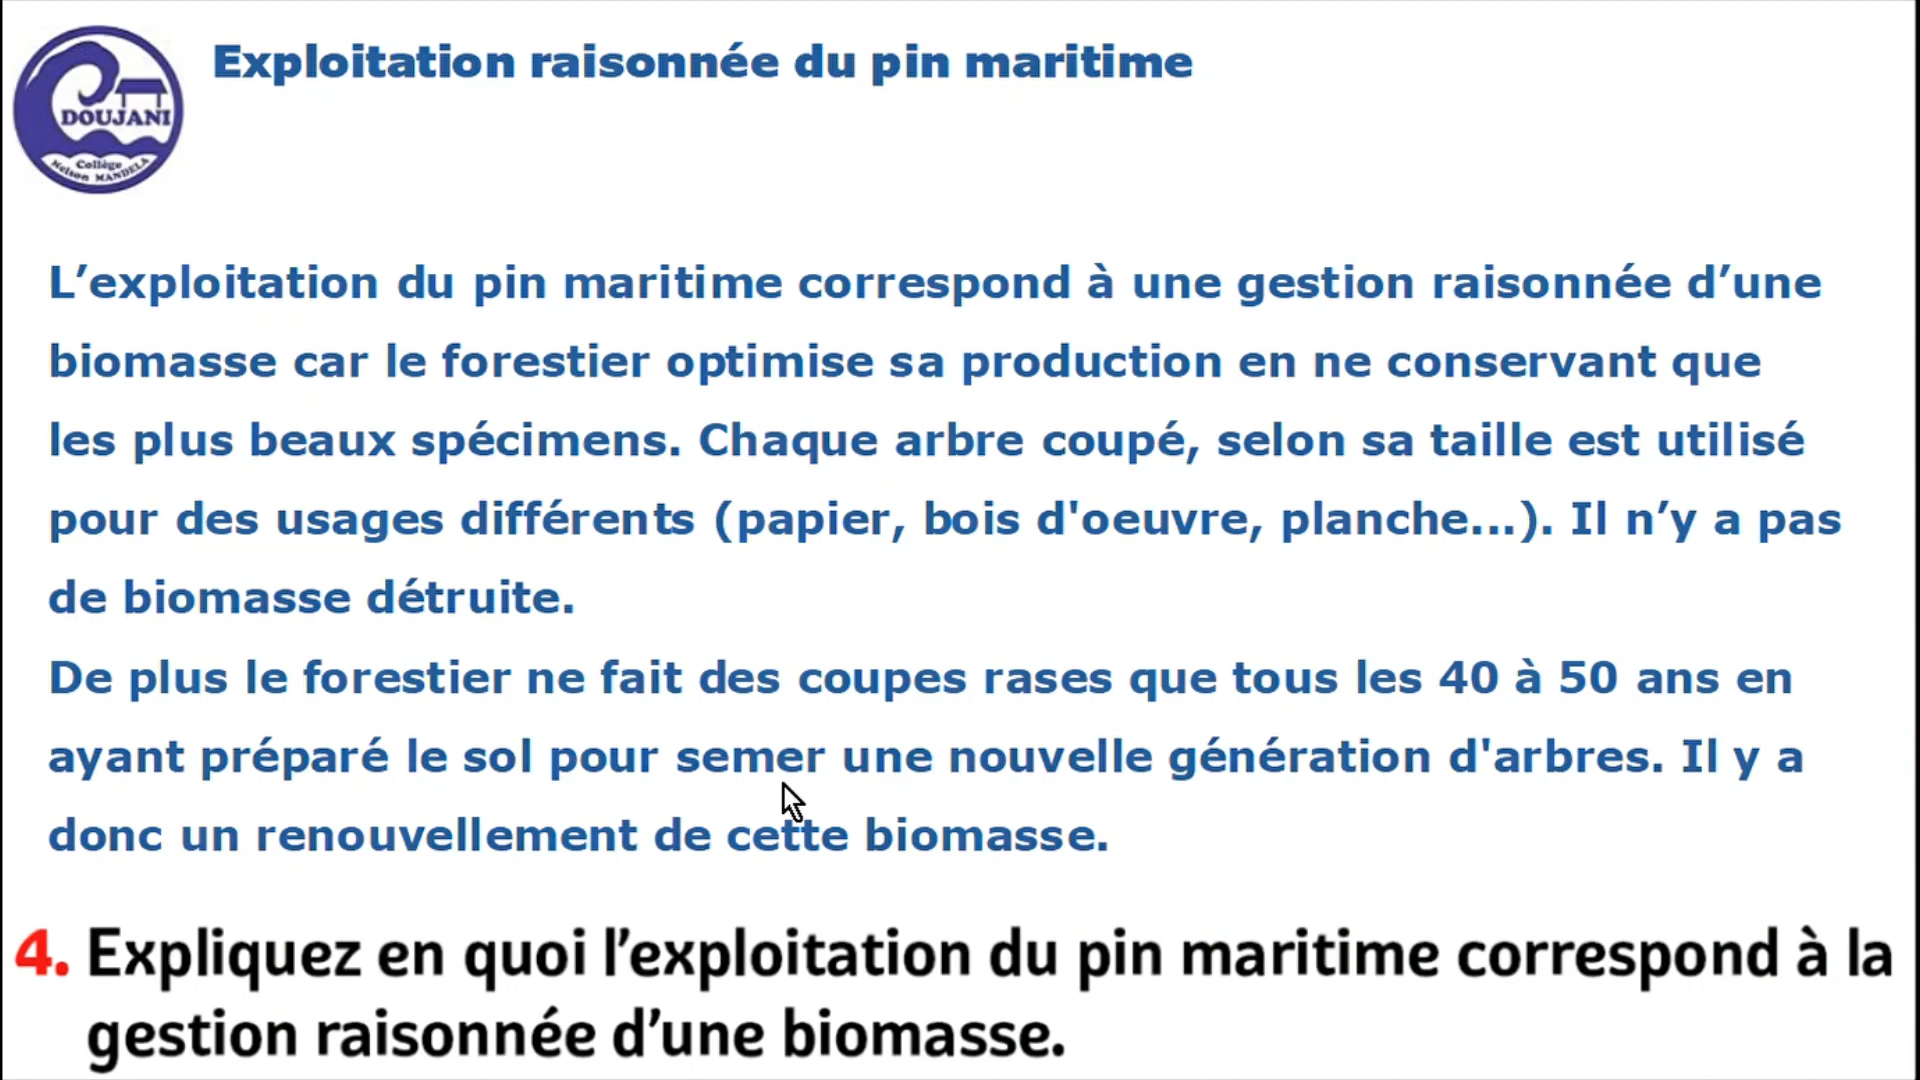 Exploitation raisonnée du pin maritime
DOUJANI
Collège
Nelson MANDELA
L’exploitation du pin maritime correspond à une gestion raisonnée d’une
biomasse car le forestier optimise sa production en ne conservant que
les plus beaux spécimens. Chaque arbre coupé, selon sa taille est utilisé
pour des usages différents (papier, bois d'oeuvre, planche...). Il n’y a pas
de biomasse détruite.
De plus le forestier ne fait des coupes rases que tous les 40 à 50 ans en
ayant préparé le sol pour semer une nouvelle génération d'arbres. Il y a
donc un renouvellement de cette biomasse.
4. Expliquez en quoi l’exploitation du pin maritime correspond à la
gestion raisonnée d’une biomasse.